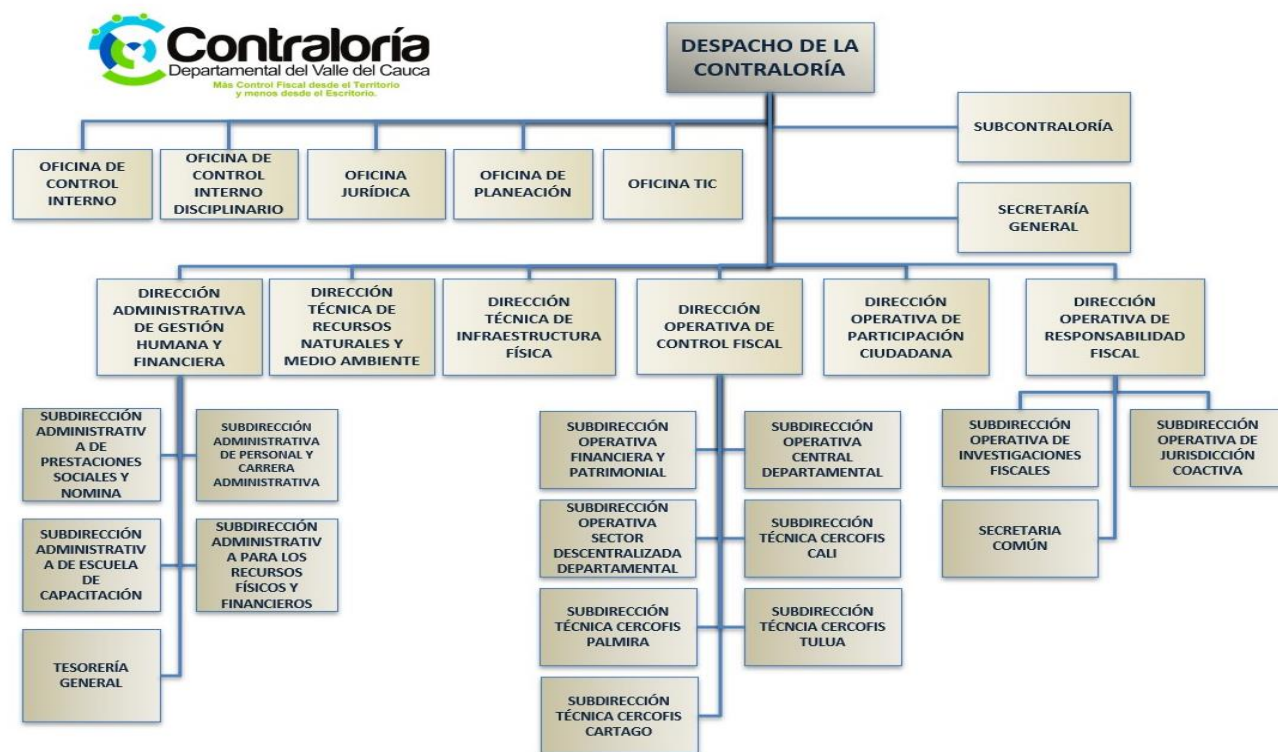 Contraloría
Departamental del Valle del Cauca
Más Control Fiscal desde el Territorio
y menos desde el Escritorio.
DESPACHO DE LA
CONTRALORÍA
SUBCONTRALORÍA
OFICINA DE
CONTROL
INTERNO
OFICINA DE
CONTROL
INTERNO
DISCIPLINARIO
OFICINA
JURÍDICA
OFICINA DE
PLANEACIÓN
OFICINA TIC
SECRETARÍA
GENERAL
DIRECCIÓN
ADMINISTRATIVA
DE GESTIÓN
HUMANA Y
FINANCIERA
DIRECCIÓN
TÉCNICA DE
RECURSOS
NATURALES Y
MEDIO AMBIENTE
DIRECCIÓN
TÉCNICA DE
INFRAESTRUCTURA
FÍSICA
DIRECCIÓN
OPERATIVA DE
CONTROL FISCAL
DIRECCIÓN
OPERATIVA DE
PARTICIPACIÓN
CIUDADANA
DIRECCIÓN
OPERATIVA DE
RESPONSABILIDAD
FISCAL
SUBDIRECCIÓN
ADMINISTRATIV
A DE
PRESTACIONES
SOCIALES Y
NOMINA
SUBDIRECCIÓN
ADMINISTRATIVA
DE PERSONAL Y
CARRERA
ADMINISTRATIVA
SUBDIRECCIÓN
OPERATIVA
FINANCIERA Y
PATRIMONIAL
SUBDIRECCIÓN
OPERATIVA
CENTRAL
DEPARTAMENTAL
SUBDIRECCIÓN
OPERATIVA DE
INVESTIGACIONES
FISCALES
SUBDIRECCIÓN
OPERATIVA DE
JURISDICCIÓN
COACTIVA
SUBDIRECCIÓN
ADMINISTRATIV
A DE ESCUELA
DE
CAPACITACIÓN
SUBDIRECCIÓN
ADMINISTRATIV
A PARA LOS
RECURSOS
FÍSICOS Y
FINANCIEROS
SUBDIRECCIÓN
OPERATIVA
SECTOR
DESCENTRALIZADA
DEPARTAMENTAL
SUBDIRECCIÓN
TÉCNICA CERCOFIS
CALI
SECRETARIA
COMÚN
TESORERÍA
GENERAL
SUBDIRECCIÓN
TÉCNICA CERCOFIS
PALMIRA
SUBDIRECCIÓN
TÉCNCIA CERCOFIS
TULUA
SUBDIRECCIÓN
TÉCNICA CERCOFIS
CARTAGO